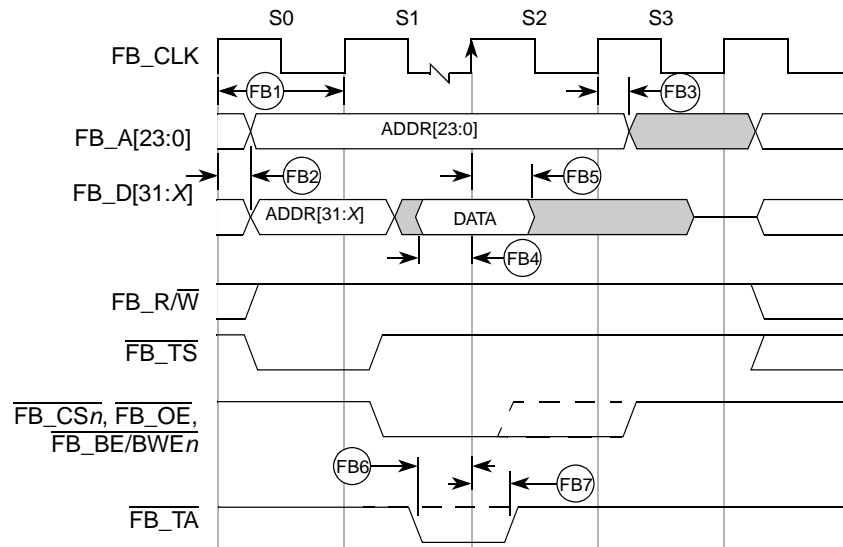 S0 S1 S2 S3
FB_CLK
FB1 FB3
FB_A[23:0] ADDR[23:0]
FB2 FB5
FB_D[31:X] ADDR[31:X] DATA
FB4
FB_R/W
FB_TS
FB_CSn, FB_OE,
FB_BE/BWEn
FB6 FB7
FB_TA